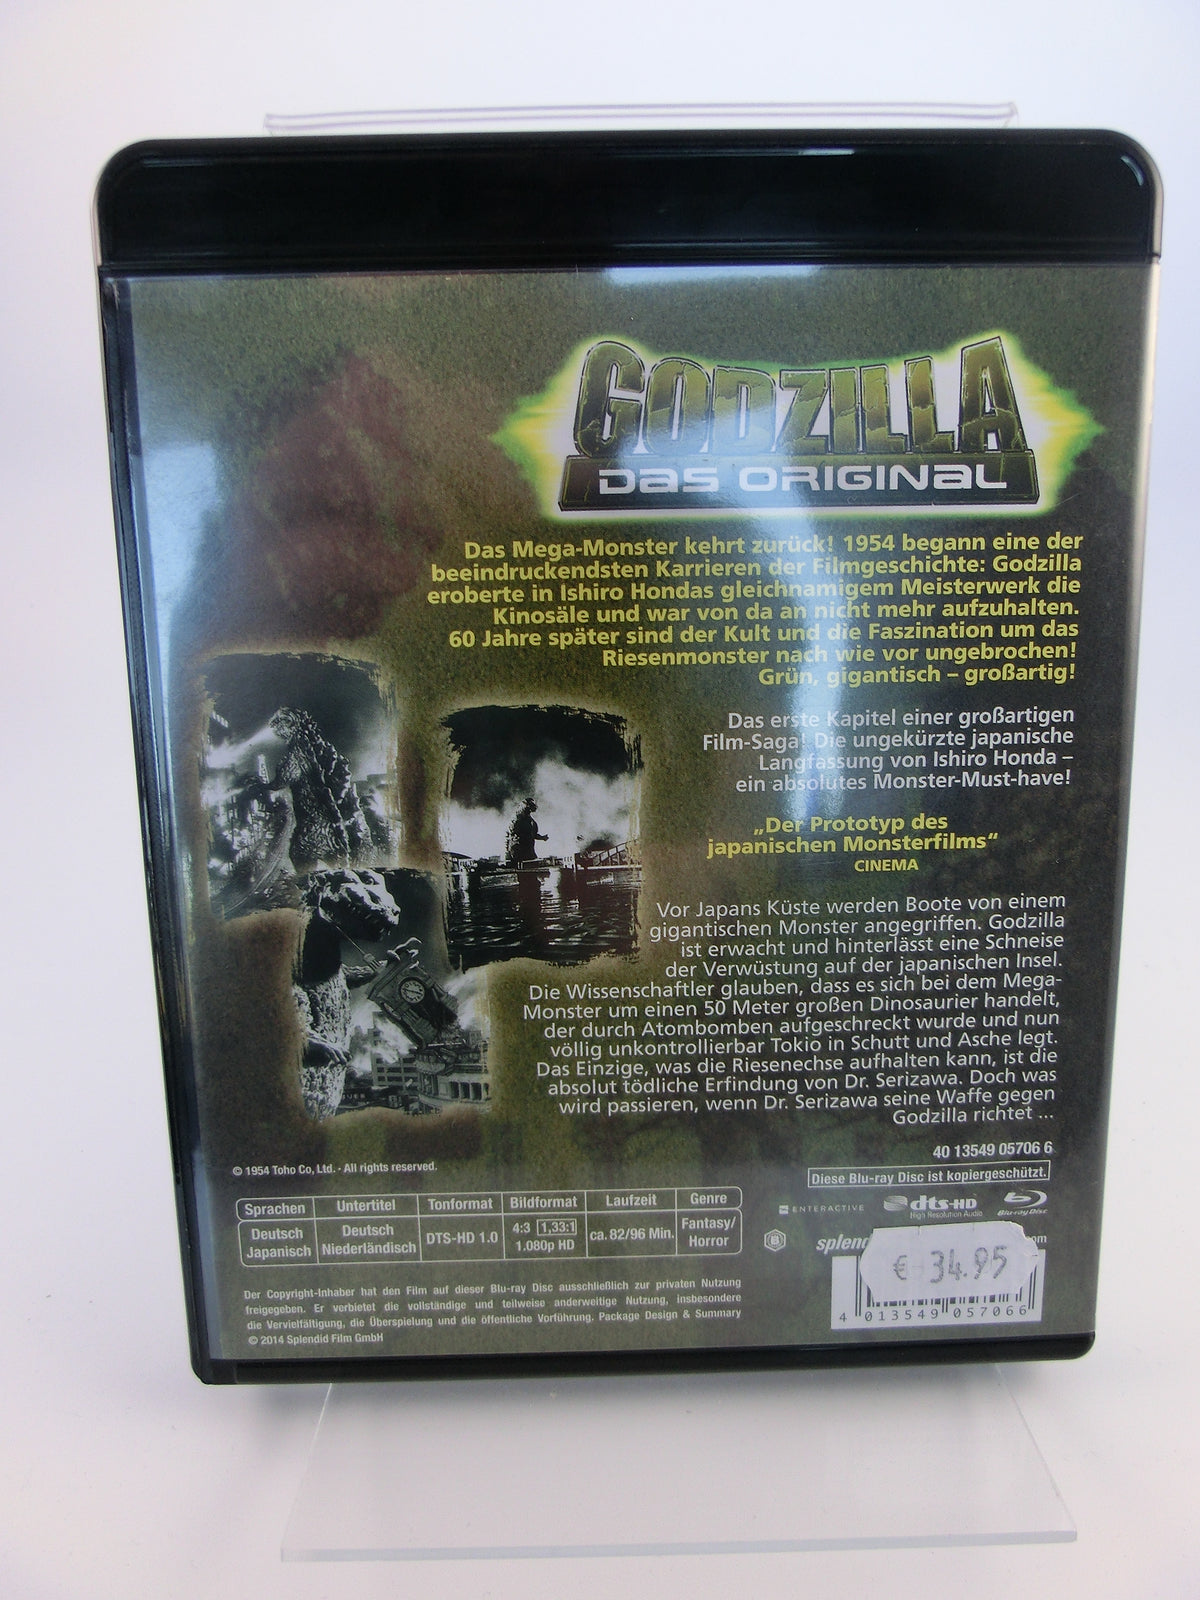 GODZILLA
Das ORIGINAL
Das Mega-Monster kehrt zurück! 1954 begann eine der
beeindruckendsten Karrieren der Filmgeschichte: Godzilla
eroberte in Ishiro Hondas gleichnamigem Meisterwerk die
Kinosäle und war von da an nicht mehr aufzuhalten.
60 Jahre später sind der Kult und die Faszination um das
Riesenmonster nach wie vor ungebrochen!
Grün, gigantisch – großartig!
Das erste Kapitel einer großartigen
Film-Saga! Die ungekürzte japanische
Langfassung von Ishiro Honda –
ein absolutes Monster-Must-have!
„Der Prototyp des
japanischen Monsterfilms“
CINEMA
Vor Japans Küste werden Boote von einem
gigantischen Monster angegriffen. Godzilla
ist erwacht und hinterlässt eine Schneise
der Verwüstung auf der japanischen Insel.
Die Wissenschaftler glauben, dass es sich bei dem Mega-
Monster um einen 50 Meter großen Dinosaurier handelt,
der durch Atombomben aufgeschreckt wurde und nun
völlig unkontrollierbar Tokio in Schutt und Asche legt.
Das Einzige, was die Riesenechse aufhalten kann, ist die
absolut tödliche Erfindung von Dr. Serizawa. Doch was
wird passieren, wenn Dr. Serizawa seine Waffe gegen
Godzilla richtet ...
40 13549 05706 6
© 1954 Toho Co, Ltd. · All rights reserved.
Diese Blu-ray Disc ist kopiergeschützt.
Sprachen Untertitel Tonformat Bildformat Laufzeit Genre
Deutsch Deutsch DTS-HD 1.0 4:3 1,33:1 ca. 82/96 Min. Fantasy/
Japanisch Niederländisch 1.080p HD Horror
ENTERACTIVE dts-HD
High Resolution Audio Blu-ray Disc
€ 34.95
4 013549 057066
Der Copyright-Inhaber hat den Film auf dieser Blu-ray Disc ausschließlich zur privaten Nutzung
freigegeben. Er verbietet die vollständige und teilweise anderweitige Nutzung, insbesondere
die Vervielfältigung, die Überspielung und die öffentliche Vorführung. Package Design & Summary
© 2014 Splendid Film GmbH